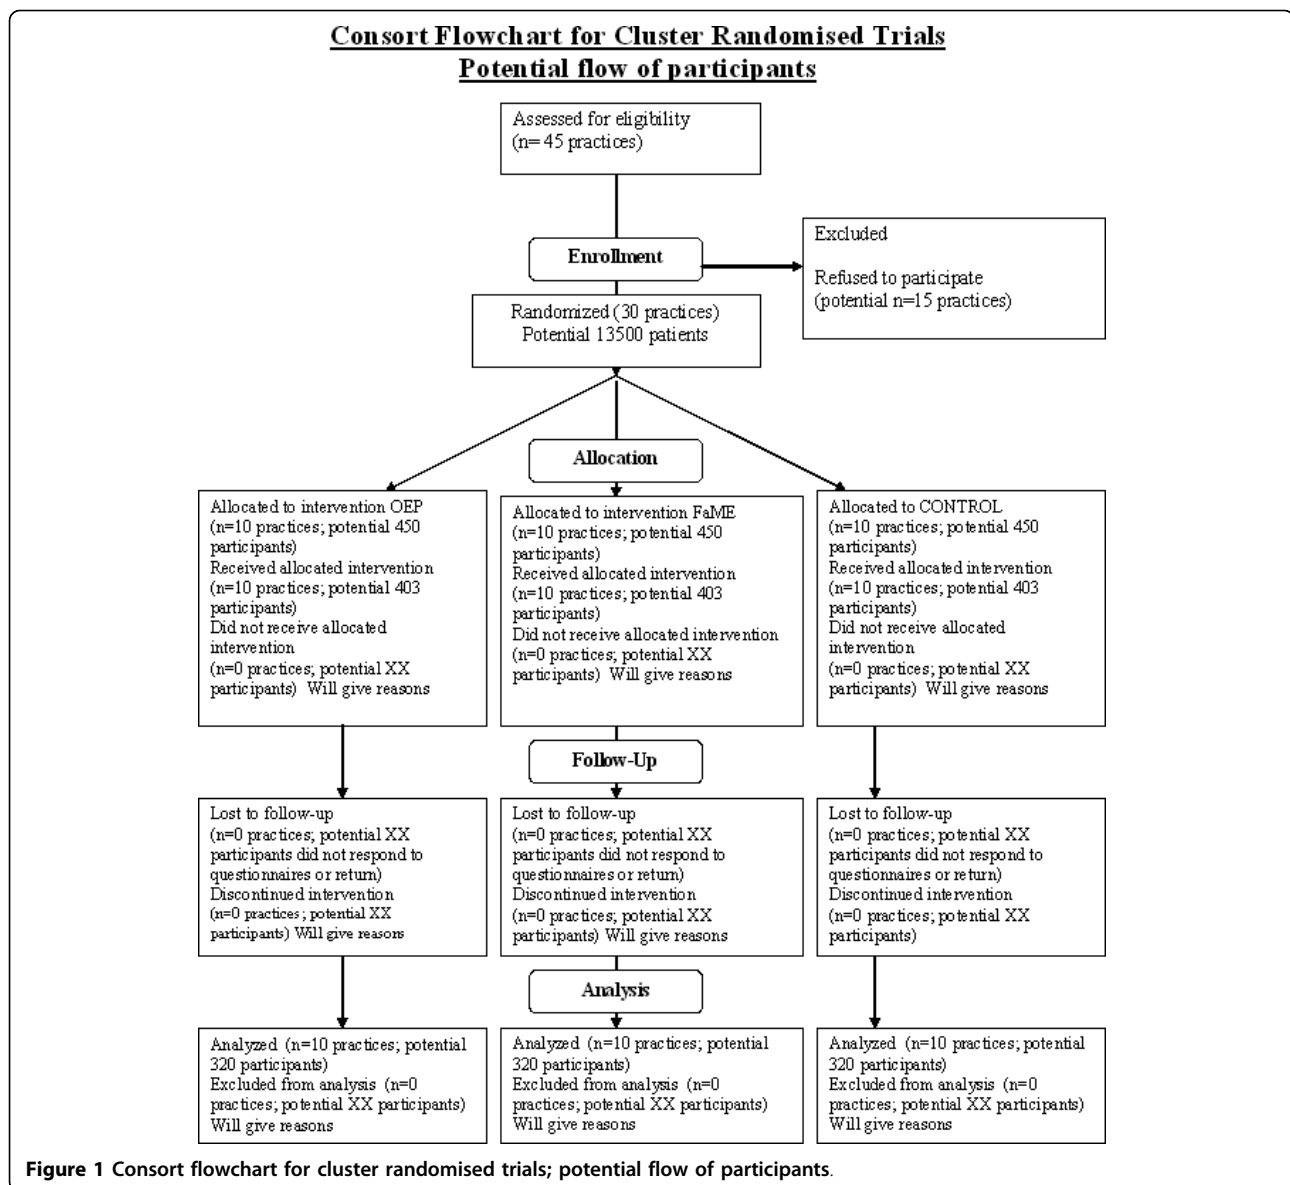 Consort Flowchart for Cluster Randomised Trials
Potential flow of participants
Assessed for eligibility
(n= 45 practices)
Enrollment
Excluded
Refused to participate
(potential n=15 practices)
Randomized (30 practices)
Potential 13500 patients
Allocation
Allocated to intervention OEP
(n=10 practices; potential 450
participants)
Received allocated intervention
(n=10 practices; potential 403
participants)
Did not receive allocated
intervention
(n=0 practices; potential XX
participants) Will give reasons
Allocated to intervention FaME
(n=10 practices; potential 450
participants)
Received allocated intervention
(n=10 practices; potential 403
participants)
Did not receive allocated intervention
(n=0 practices; potential XX
participants) Will give reasons
Allocated to CONTROL
(n=10 practices; potential 450
participants)
Received allocated intervention
(n=10 practices; potential 403
participants)
Did not receive allocated
intervention
(n=0 practices; potential XX
participants) Will give reasons
Follow-Up
Lost to follow-up
(n=0 practices; potential XX
participants did not respond to
questionnaires or return)
Discontinued intervention
(n=0 practices; potential XX
participants) Will give reasons
Lost to follow-up
(n=0 practices; potential XX
participants did not respond to
questionnaires or return)
Discontinued intervention
(n=0 practices; potential XX
participants) Will give reasons
Lost to follow-up
(n=0 practices; potential XX
participants did not respond to
questionnaires or return)
Discontinued intervention
(n=0 practices; potential XX
participants)
Analysis
Analyzed (n=10 practices; potential
320 participants)
Excluded from analysis (n=0
practices; potential XX participants)
Will give reasons
Analyzed (n=10 practices; potential
320 participants)
Excluded from analysis (n=0
practices; potential XX participants)
Will give reasons
Analyzed (n=10 practices; potential
320 participants)
Excluded from analysis (n=0
practices; potential XX participants)
Will give reasons
Figure 1 Consort flowchart for cluster randomised trials; potential flow of participants.